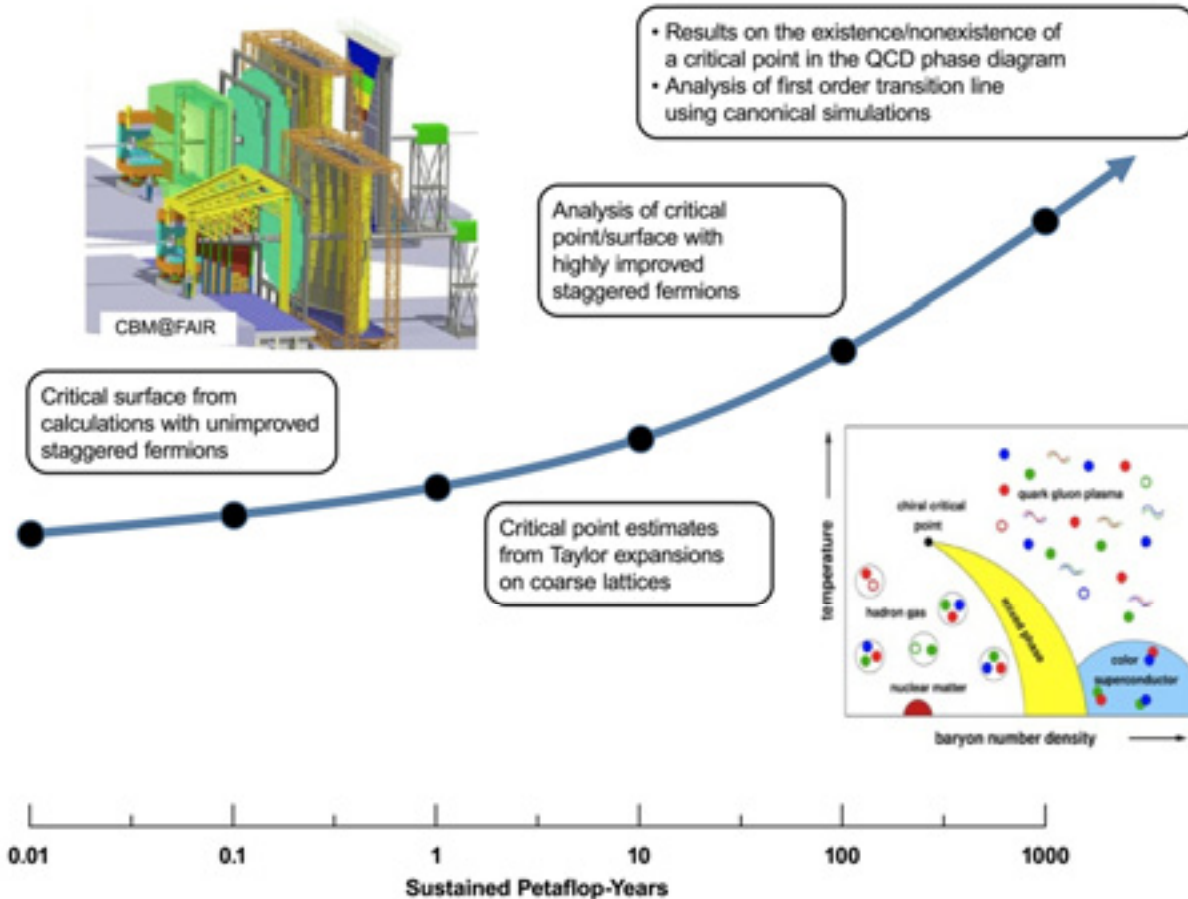 • Results on the existence/nonexistence of
a critical point in the QCD phase diagram
• Analysis of first order transition line
using canonical simulations
Analysis of critical
point/surface with
highly improved
staggered fermions
CBM@FAIR
Critical surface from
calculations with unimproved
staggered fermions
Critical point estimates
from Taylor expansions
on coarse lattices
temperature
quark gluon plasma
chiral critical
point
hadron gas
mixed phase
nuclear matter
color
superconductor
baryon number density
0.01 0.1 1 10 100 1000
Sustained Petaflop-Years